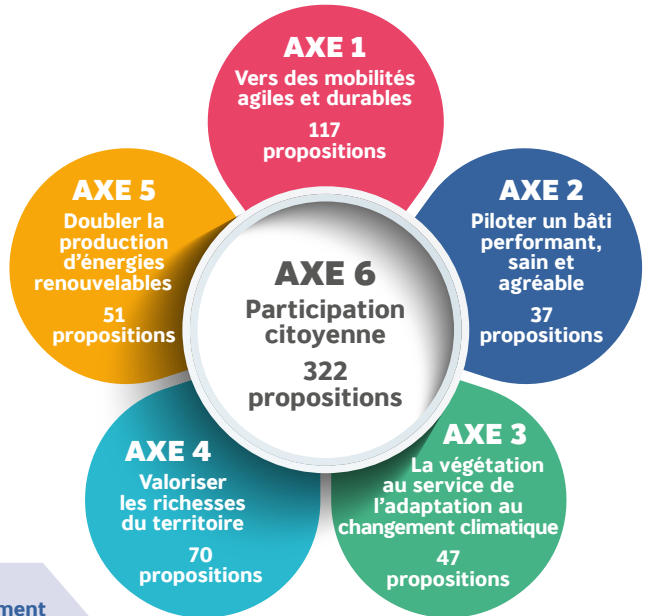 AXE 1
Vers des mobilités
agiles et durables
117
propositions
AXE 2
Piloter un bâti
performant,
sain et
agréable
37
propositions
AXE 3
La végétation
au service de
l'adaptation au
changement climatique
47
propositions
AXE 4
Valoriser
les richesses
du territoire
70
propositions
AXE 5
Doubler la
production
d'énergies
renouvelables
51
propositions
AXE 6
Participation
citoyenne
322
propositions
ment